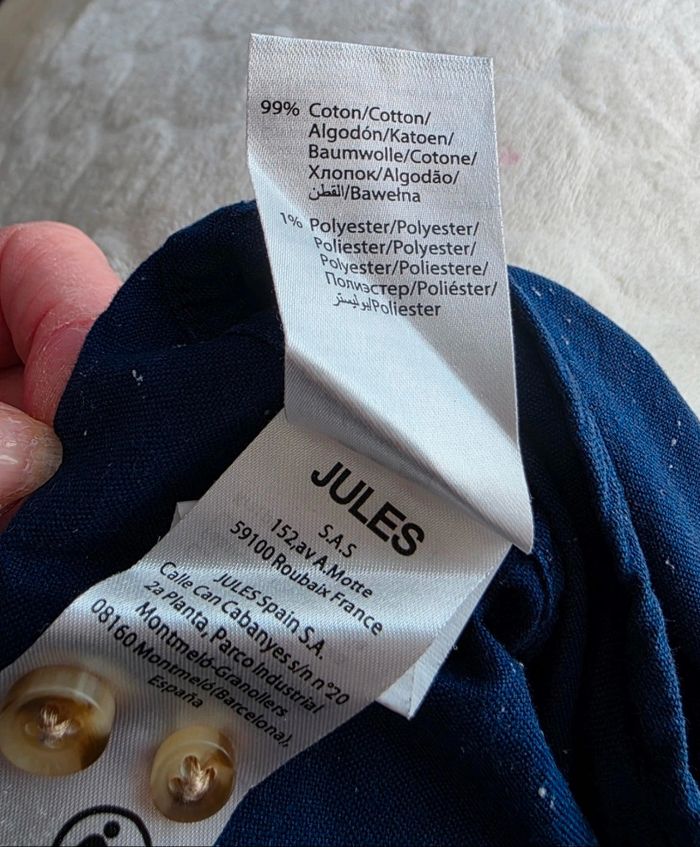 99% Coton/Cotton/
Algodón/Katoen/
Baumwolle/Cotone/
Хлопок/Algodão/
القطن/Bawełna
1% Polyester/Polyester/
Poliester/Polyester/
Polyester/Poliestere/
Полиэстер/Poliéster/
بوليستر/Poliester
JULES
S.A.S
152,av A.Motte
59100 Roubaix France
JULES Spain S.A.
Calle Can Cabanyes s/n n°20
2a Planta, Parco Industrial
Montmeló-Granollers
08160 Montmeló(Barcelona),
España